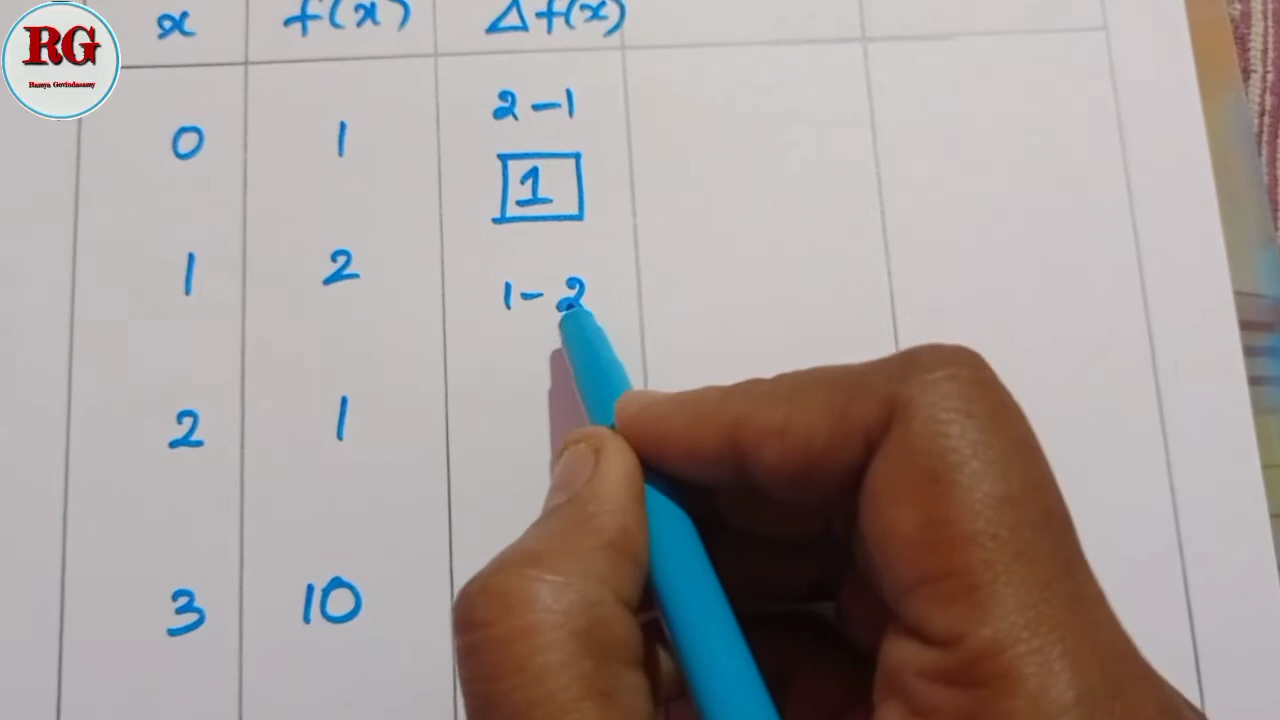 RG
Ramya Govindasamy
x f(x) Δf(x)
2-1
0 1
1
1 2 1-2
2 1
3 10